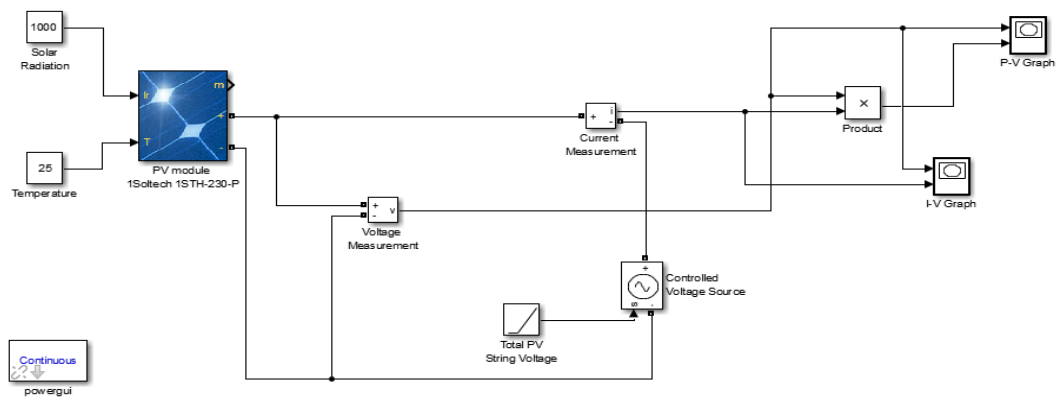 1000
Solar
Radiation
Ir
m
+
T
-
25
Temperature
PV module
1Soltech 1STH-230-P
+
-
v
Voltage
Measurement
+
i
-
Current
Measurement
×
Product
P-V Graph
I-V Graph
+
s
-
Controlled
Voltage Source
Total PV
String Voltage
Continuous
powergui